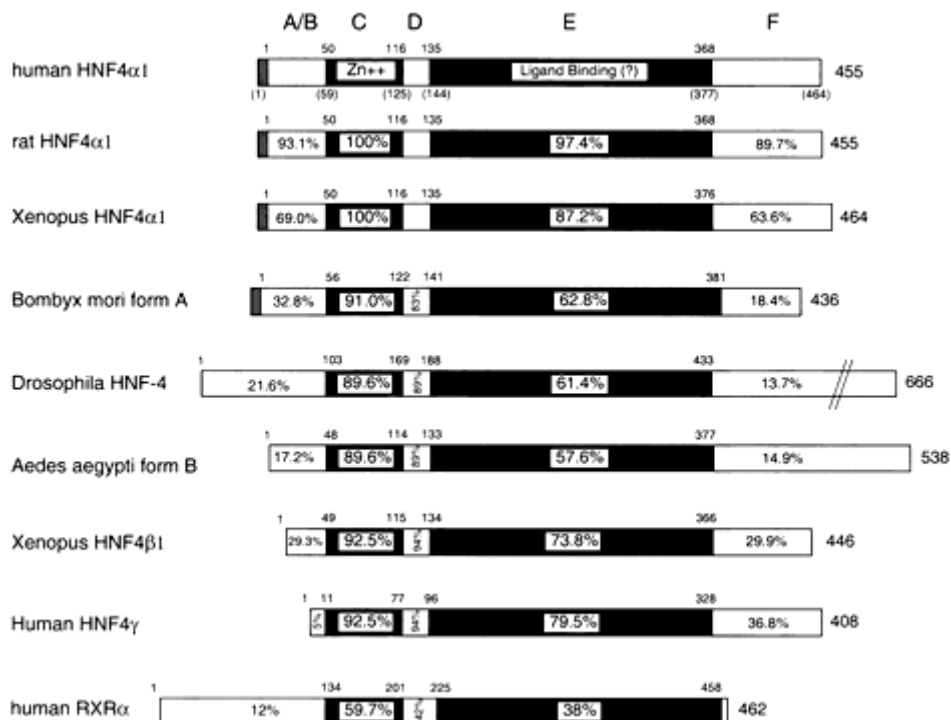 A/B C D E F
1 50 116 135 368
human HNF4α1 Zn++ Ligand Binding (?) 455
(1) (59) (125) (144) (377) (464)
1 50 116 135 368
rat HNF4α1 93.1% 100% 97.4% 89.7% 455
1 50 116 135 376
Xenopus HNF4α1 69.0% 100% 87.2% 63.6% 464
1 56 122 141 381
Bombyx mori form A 32.8% 91.0% 83% 62.8% 18.4% 436
1 103 169 188 433
Drosophila HNF-4 21.6% 89.6% 89% 61.4% 13.7% 666
1 48 114 133 377
Aedes aegypti form B 17.2% 89.6% 89% 57.6% 14.9% 538
1 49 115 134 366
Xenopus HNF4β1 29.3% 92.5% 94% 73.8% 29.9% 446
1 11 77 96 328
Human HNF4γ 5% 92.5% 94% 79.5% 36.8% 408
1 134 201 225 458
human RXRα 12% 59.7% 42% 38% 462